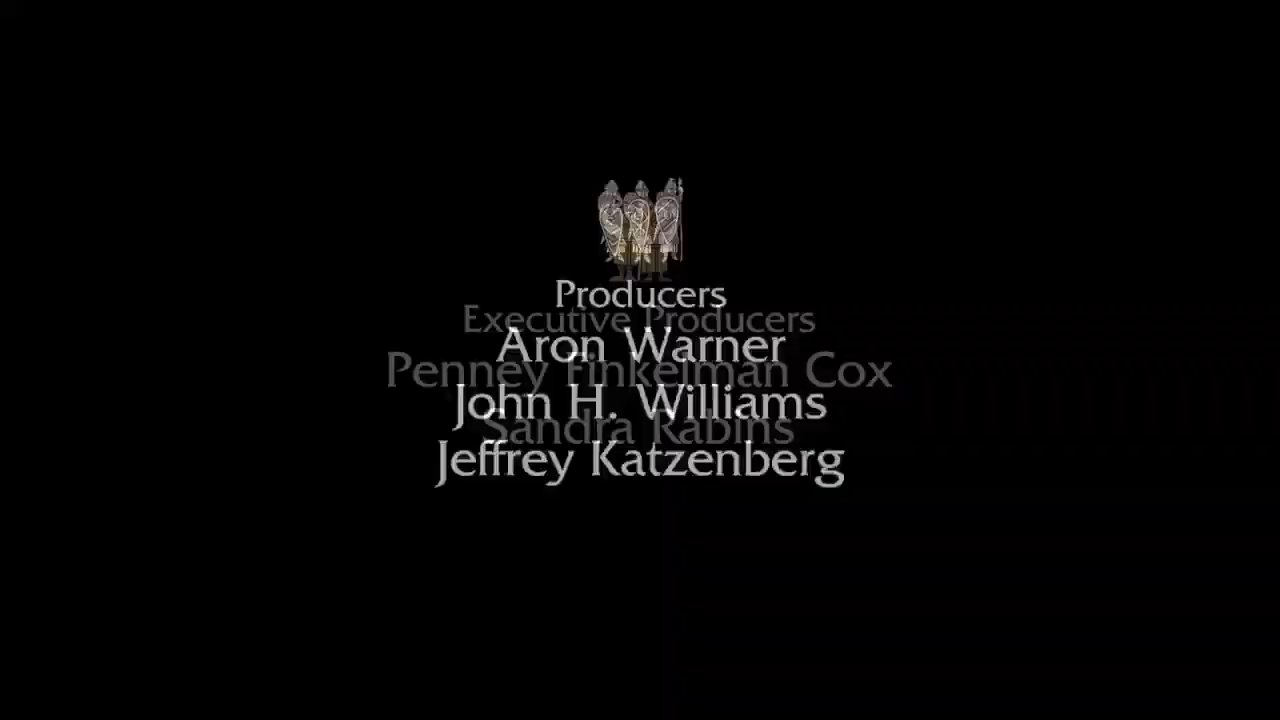 Producers
Executive Producers
Aron Warner
Penney Finkelman Cox
John H. Williams
Sandra Rabins
Jeffrey Katzenberg